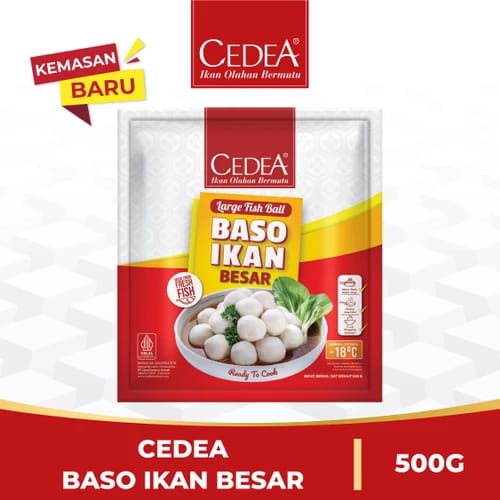 CEDEA®
Ikan Olahan Bermutu
KEMASAN
BARU
CEDEA®
Ikan Olahan Bermutu
Large Fish Ball
BASO
IKAN
BESAR
FRESH
FISH
HALAL
-18°C
Ready To Cook
CEDEA
BASO IKAN BESAR
500G